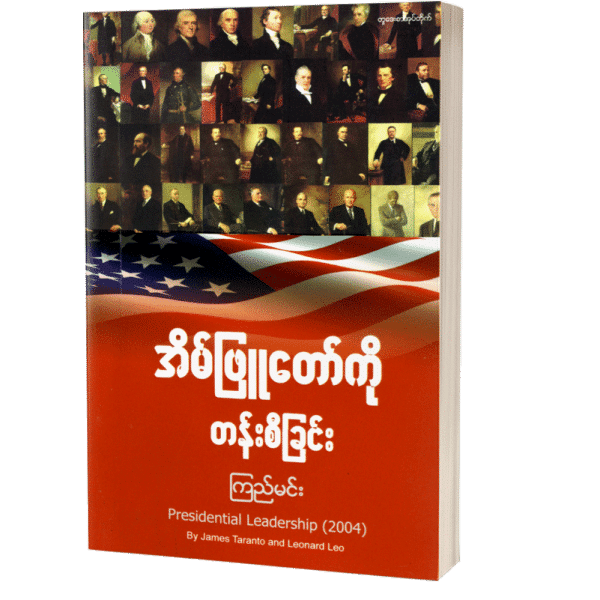 တူဒေးစာအုပ်တိုက်
အိမ်ဖြူတော်ကို
တန်းစီခြင်း
ကြည်မင်း
Presidential Leadership (2004)
By James Taranto and Leonard Leo